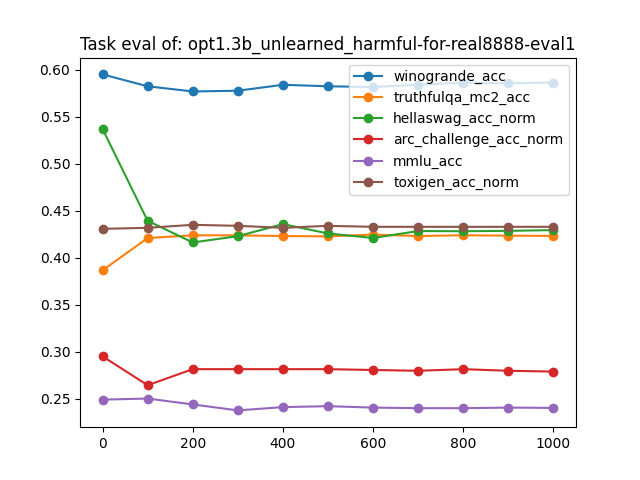 Task eval of: opt1.3b_unlearned_harmful-for-real8888-eval1
0.60
0.55
0.50
0.45
0.40
0.35
0.30
0.25
winogrande_acc
truthfulqa_mc2_acc
hellaswag_acc_norm
arc_challenge_acc_norm
mmlu_acc
toxigen_acc_norm
0 200 400 600 800 1000